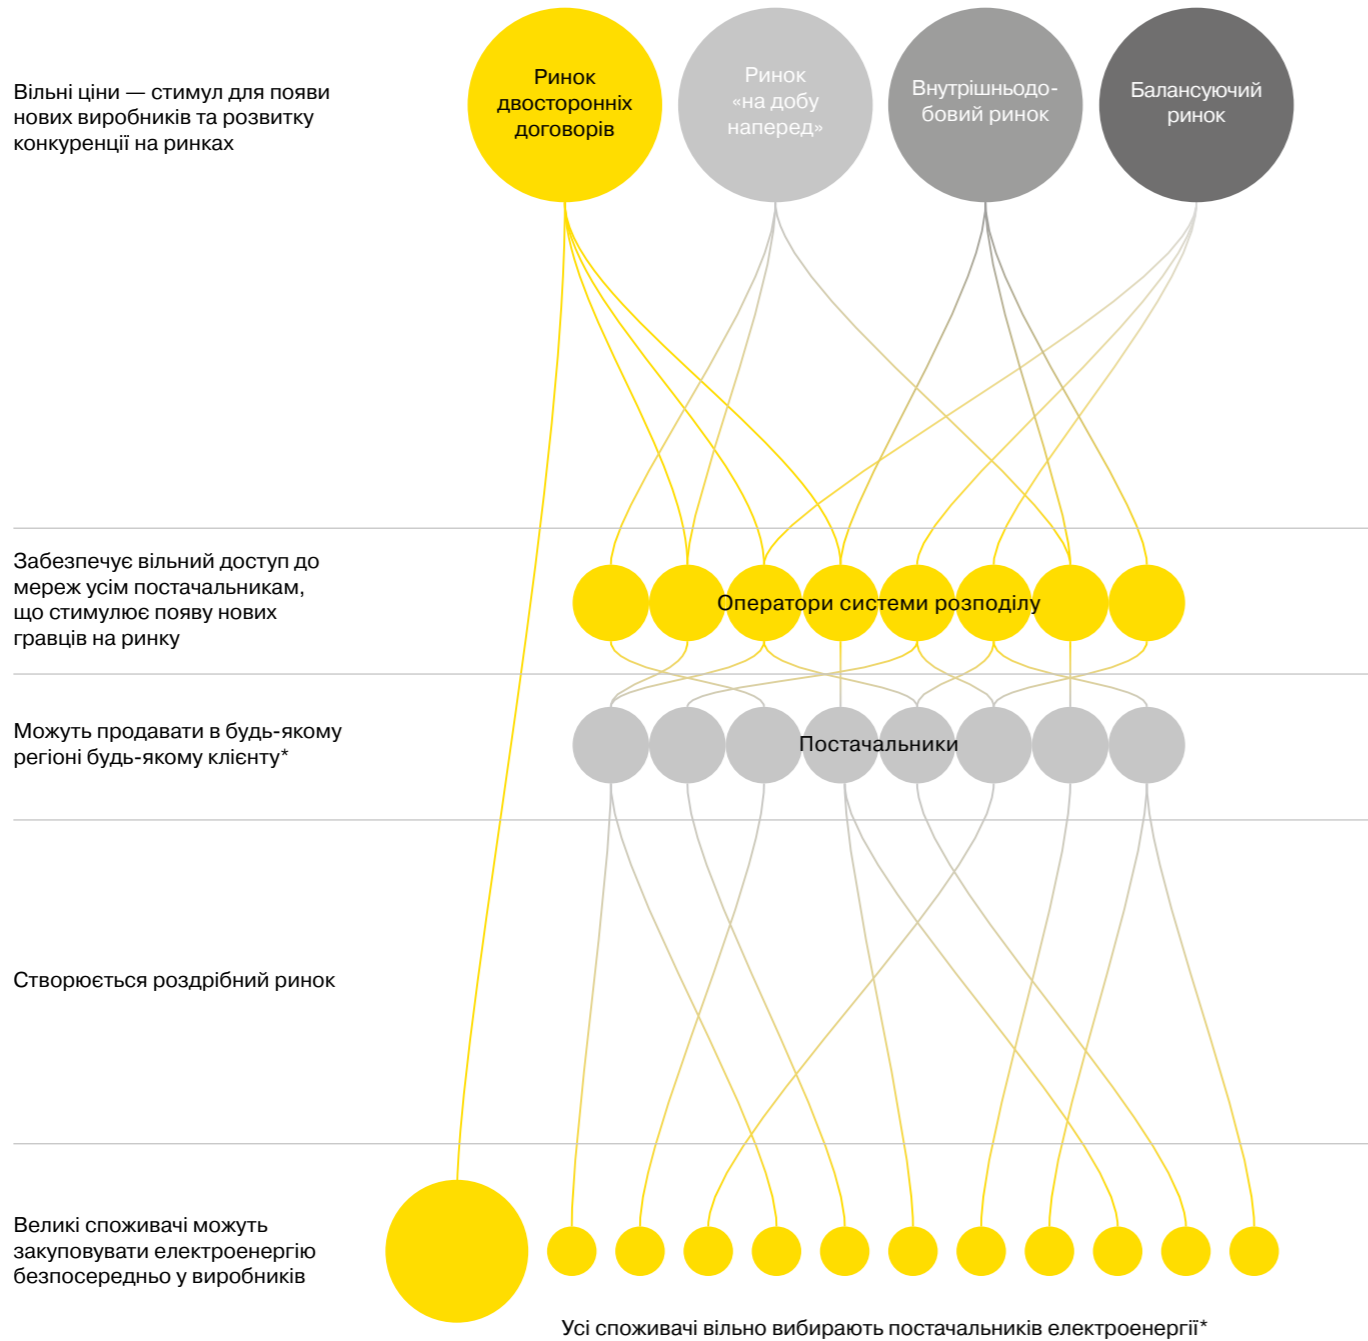 Вільні ціни — стимул для появи
нових виробників та розвитку
конкуренції на ринках
Ринок
двосторонніх
договорів
Ринок
«на добу
наперед»
Внутрішньодо-
бовий ринок
Балансуючий
ринок
Забезпечує вільний доступ до
мереж усім постачальникам,
що стимулює появу нових
гравців на ринку
Оператори системи розподілу
Можуть продавати в будь-якому
регіоні будь-якому клієнту*
Постачальники
Створюється роздрібний ринок
Великі споживачі можуть
закуповувати електроенергію
безпосередньо у виробників
Усі споживачі вільно вибирають постачальників електроенергії*